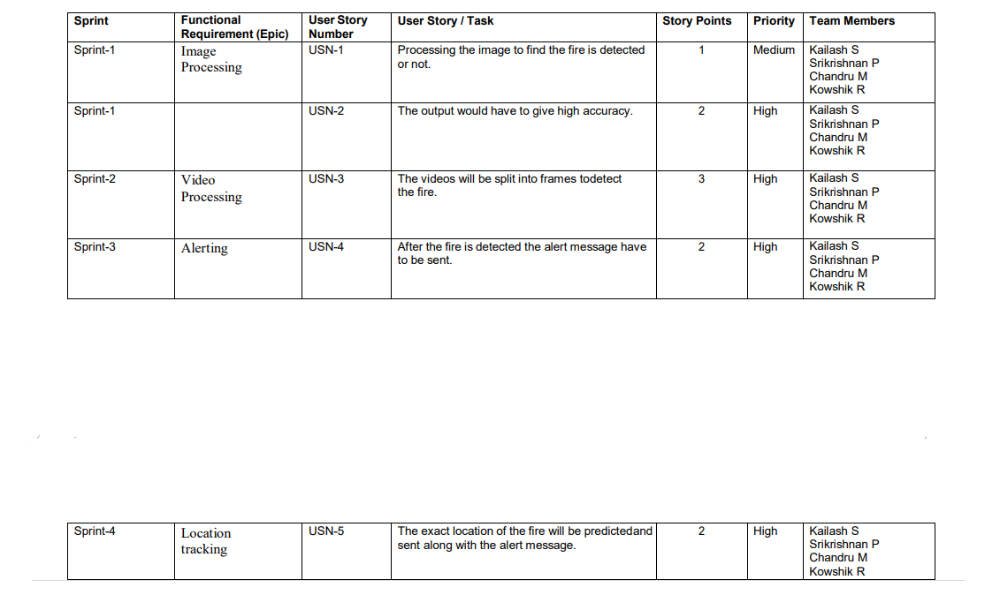 Sprint Functional Requirement (Epic) User Story Number User Story / Task Story Points Priority Team Members
Sprint-1 Image Processing USN-1 Processing the image to find the fire is detected or not. 1 Medium Kailash S
Srikrishnan P
Chandru M
Kowshik R
Sprint-1 USN-2 The output would have to give high accuracy. 2 High Kailash S
Srikrishnan P
Chandru M
Kowshik R
Sprint-2 Video Processing USN-3 The videos will be split into frames todetect the fire. 3 High Kailash S
Srikrishnan P
Chandru M
Kowshik R
Sprint-3 Alerting USN-4 After the fire is detected the alert message have to be sent. 2 High Kailash S
Srikrishnan P
Chandru M
Kowshik R
Sprint-4 Location tracking USN-5 The exact location of the fire will be predictedand sent along with the alert message. 2 High Kailash S
Srikrishnan P
Chandru M
Kowshik R